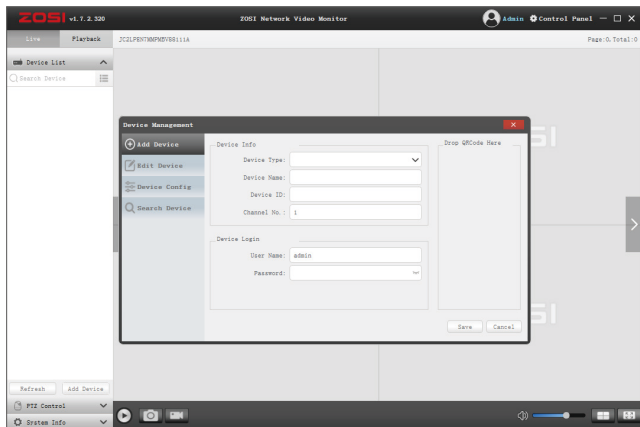 ZOSI v1.7.2.320
ZOSI Network Video Monitor
Admin Control Panel
Live Playback
Page:0,Total:0
Device List
Search Device
Device Management
Add Device
Edit Device
Device Config
Search Device
Device Info
Device Type:
Device Name:
Device ID:
Channel No.: 1
Device Login
User Name: admin
Password:
Drop QRCode Here
Save Cancel
Refresh Add Device
PTZ Control
System Info